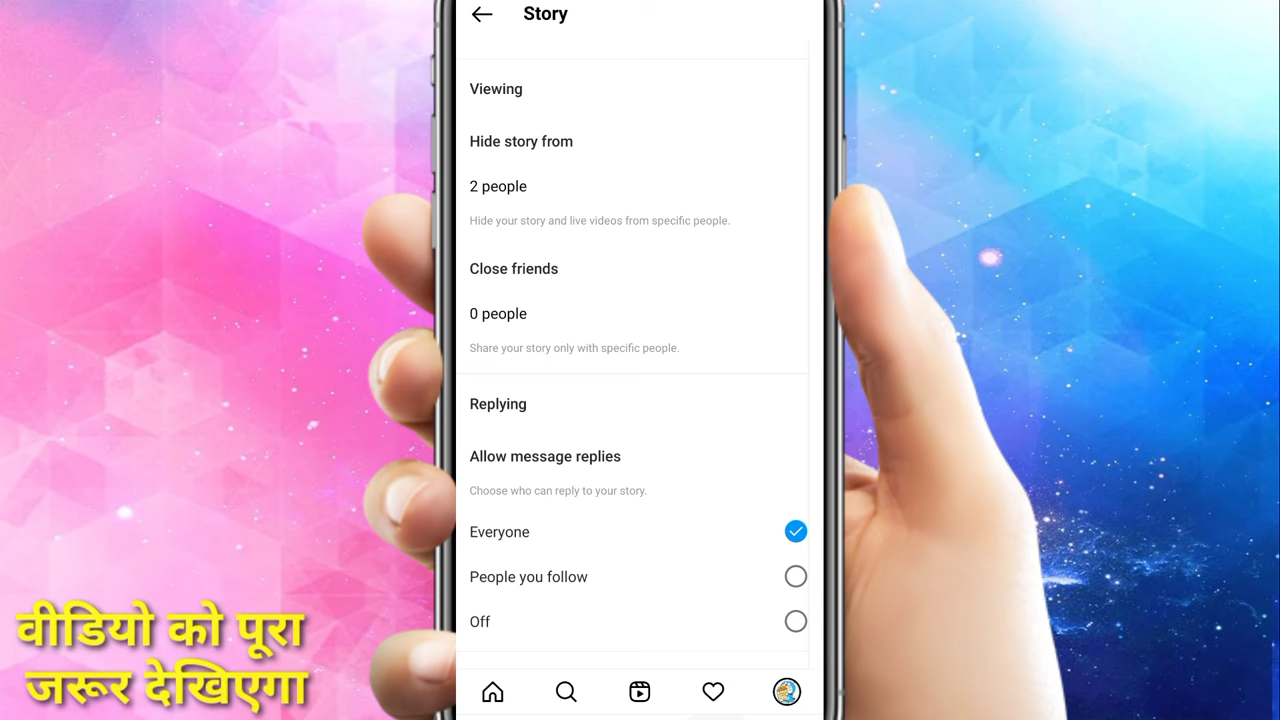 Story
Viewing
Hide story from
2 people
Hide your story and live videos from specific people.
Close friends
0 people
Share your story only with specific people.
Replying
Allow message replies
Choose who can reply to your story.
Everyone
People you follow
Off
वीडियो को पूरा
जरूर देखिएगा